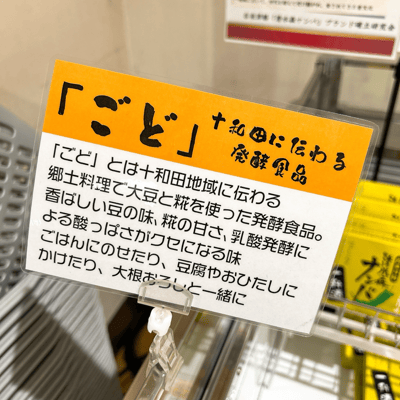 「ごど」
十和田に伝わる
発酵食品
「ごど」とは十和田地域に伝わる
郷土料理で大豆と糀を使った発酵食品。
香ばしい豆の味、糀の甘さ、乳酸発酵に
よる酸っぱさがクセになる味
ごはんにのせたり、豆腐やおひたしに
かけたり、大根おろしと一緒に